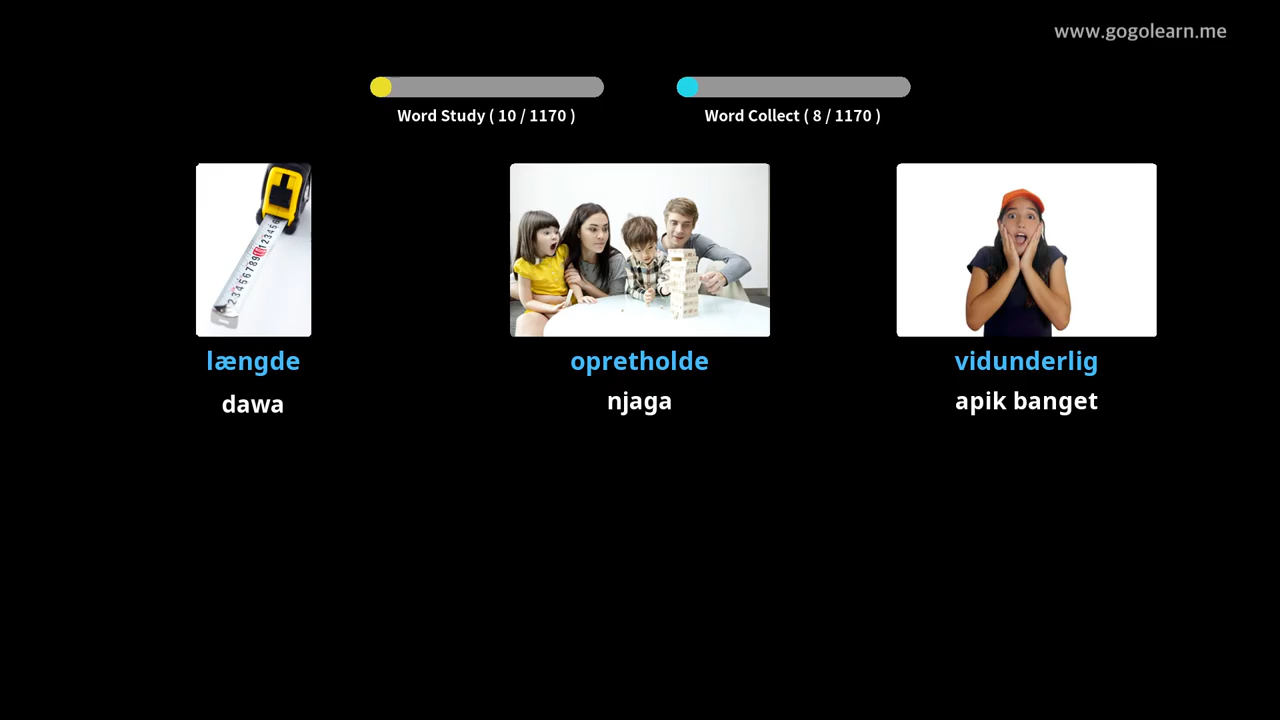 www.gogolearn.me
Word Study ( 10 / 1170 )
Word Collect ( 8 / 1170 )
længde
dawa
opretholde
njaga
vidunderlig
apik banget